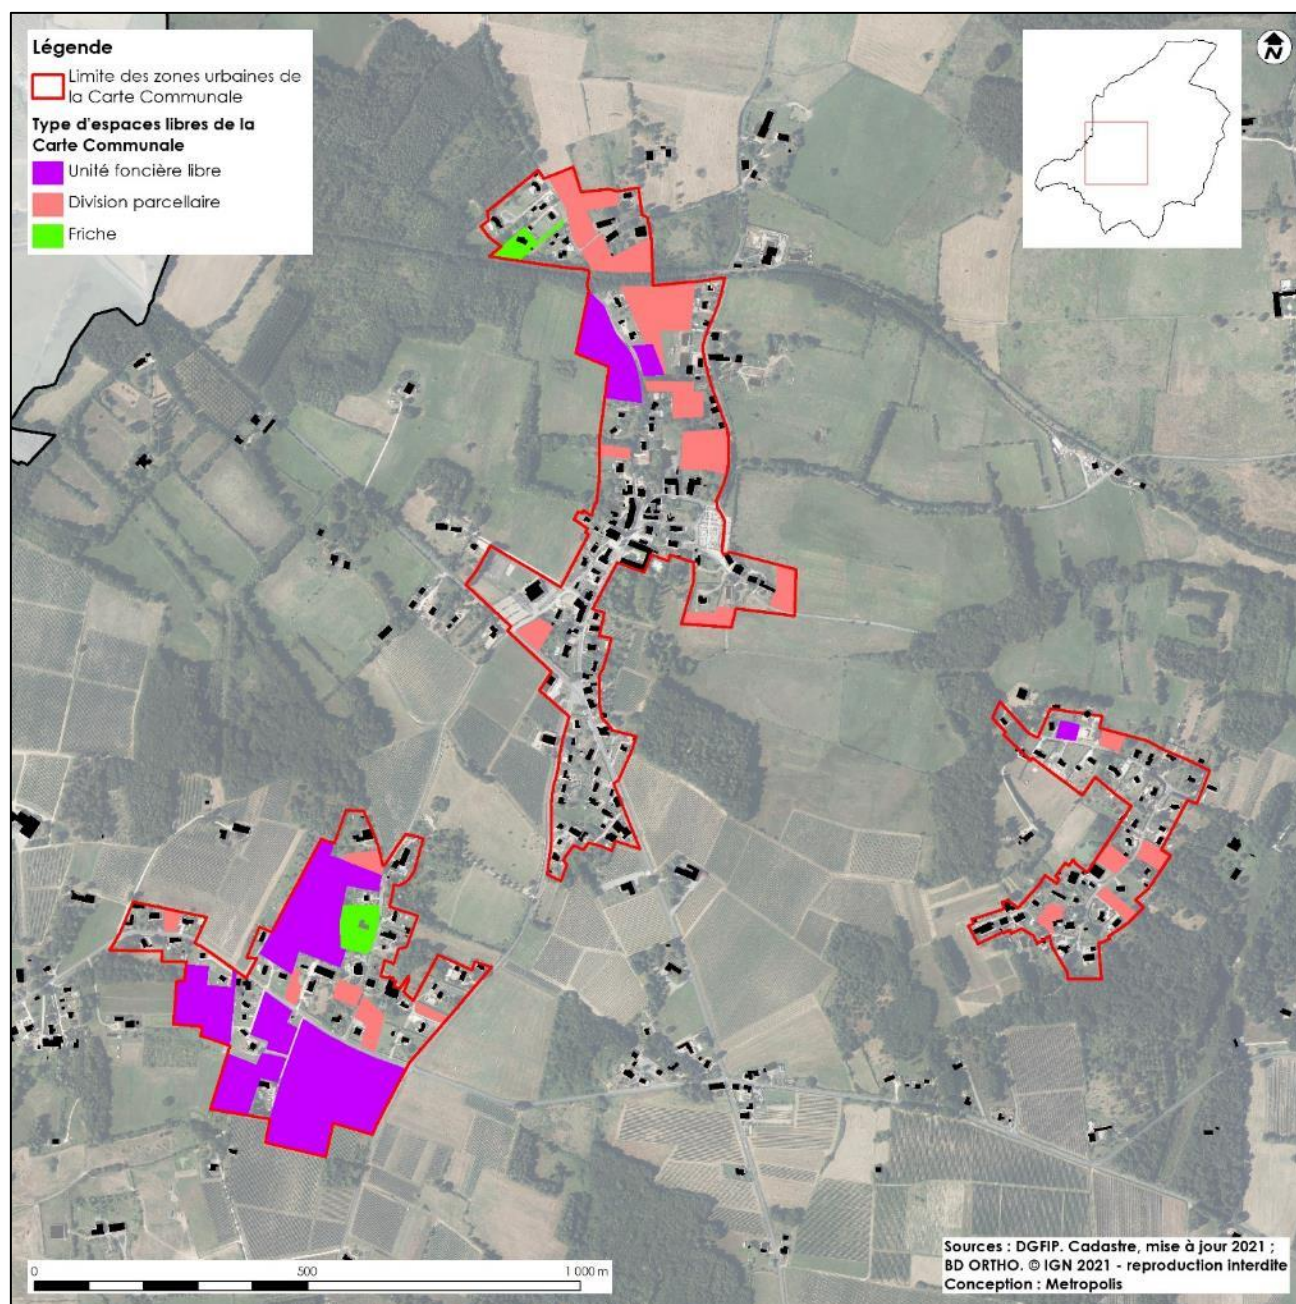 Légende
Limite des zones urbaines de
la Carte Communale
Type d'espaces libres de la
Carte Communale
Unité foncière libre
Division parcellaire
Friche
N
0 500 1 000 m
Sources : DGFIP. Cadastre, mise à jour 2021 ;
BD ORTHO. © IGN 2021 - reproduction interdite
Conception : Metropolis